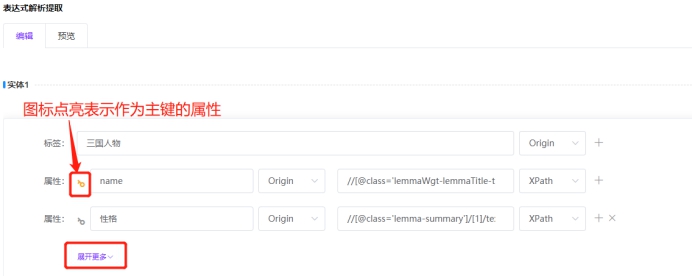 表达式解析提取
编辑 预览
实体1
图标点亮表示作为主键的属性
标签： 三国人物 Origin
属性： name Origin //[@class='lemmaWgt-lemmaTitle-t XPath
属性： 性格 Origin //[@class='lemma-summary']/[1]/te: XPath
展开更多